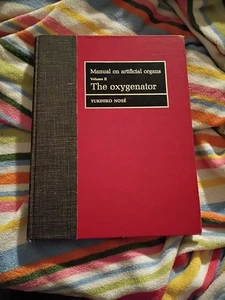 Manual on artificial organs
Volume II
The oxygenator
YUKIHIKO NOSÉ